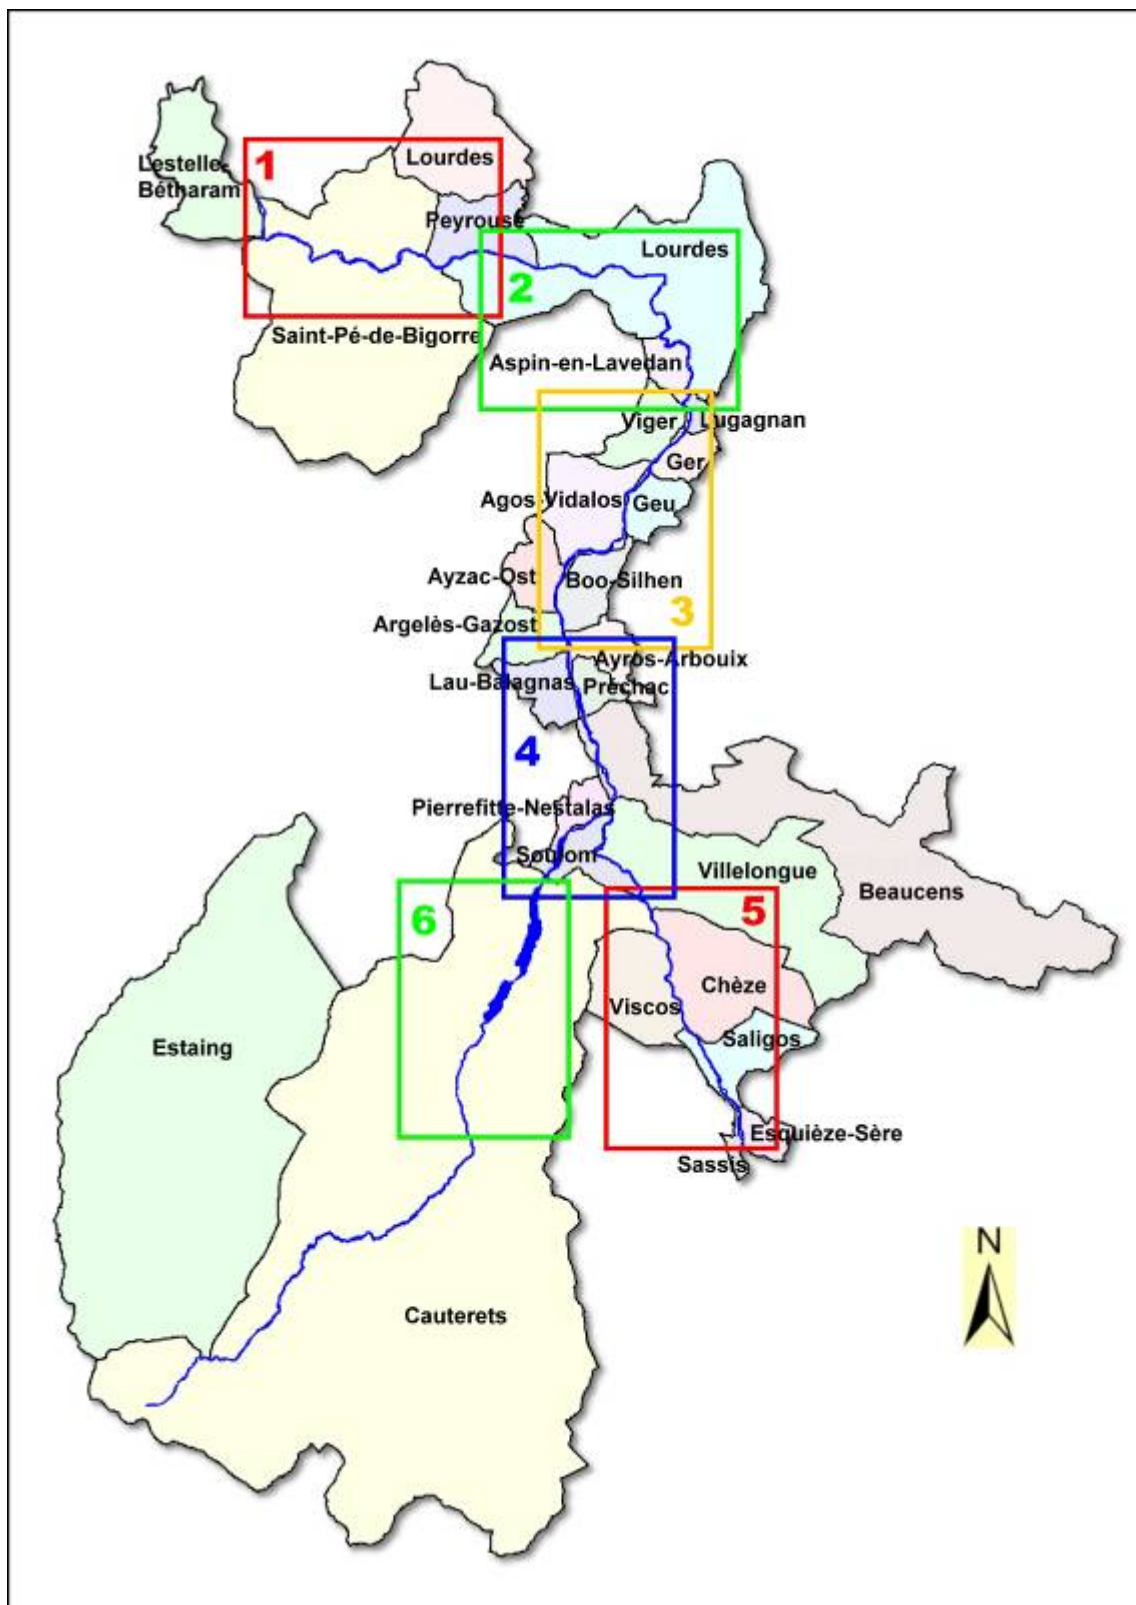 1
Lourdes
Lestelle-
Bétharam
Peyrouse
Lourdes
2
Saint-Pé-de-Bigorre
Aspin-en-Lavedan
Viger
Lugagnan
Ger
Agos-Vidalos
Geu
Ayzac-Ost
Boo-Silhen
3
Argelès-Gazost
Ayros-Arbouix
Lau-Balagnas
Préchac
4
Pierrefitte-Nestalas
Soulom
Villelongue
Beaucens
6
5
Chèze
Viscos
Saligos
Estaing
Esquièze-Sère
Sassis
N
Cauterets